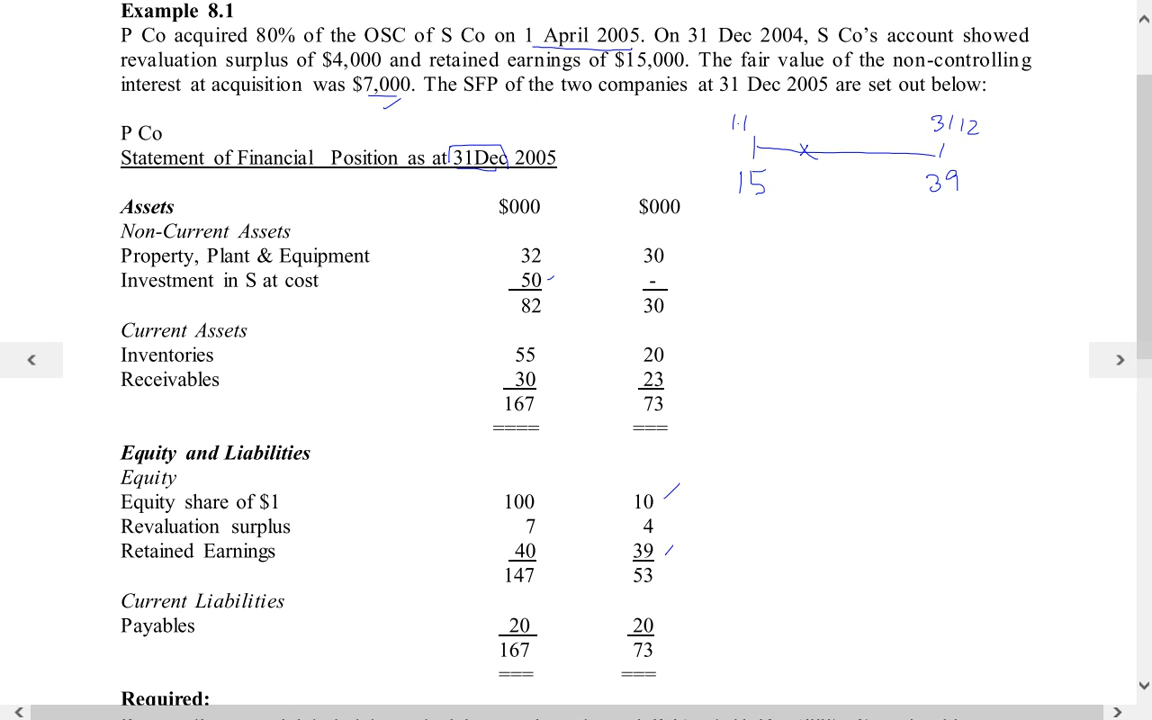 Example 8.1
P Co acquired 80% of the OSC of S Co on 1 April 2005. On 31 Dec 2004, S Co's account showed
revaluation surplus of $4,000 and retained earnings of $15,000. The fair value of the non-controlling
interest at acquisition was $7,000. The SFP of the two companies at 31 Dec 2005 are set out below:
1.1 31/12
P Co
Statement of Financial Position as at 31Dec 2005
15 39
Assets $000 $000
Non-Current Assets
Property, Plant & Equipment 32 30
Investment in S at cost 50 -
82 30
Current Assets
Inventories 55 20
Receivables 30 23
167 73
==== ===
Equity and Liabilities
Equity
Equity share of $1 100 10
Revaluation surplus 7 4
Retained Earnings 40 39
147 53
Current Liabilities
Payables 20 20
167 73
=== ===
Required: